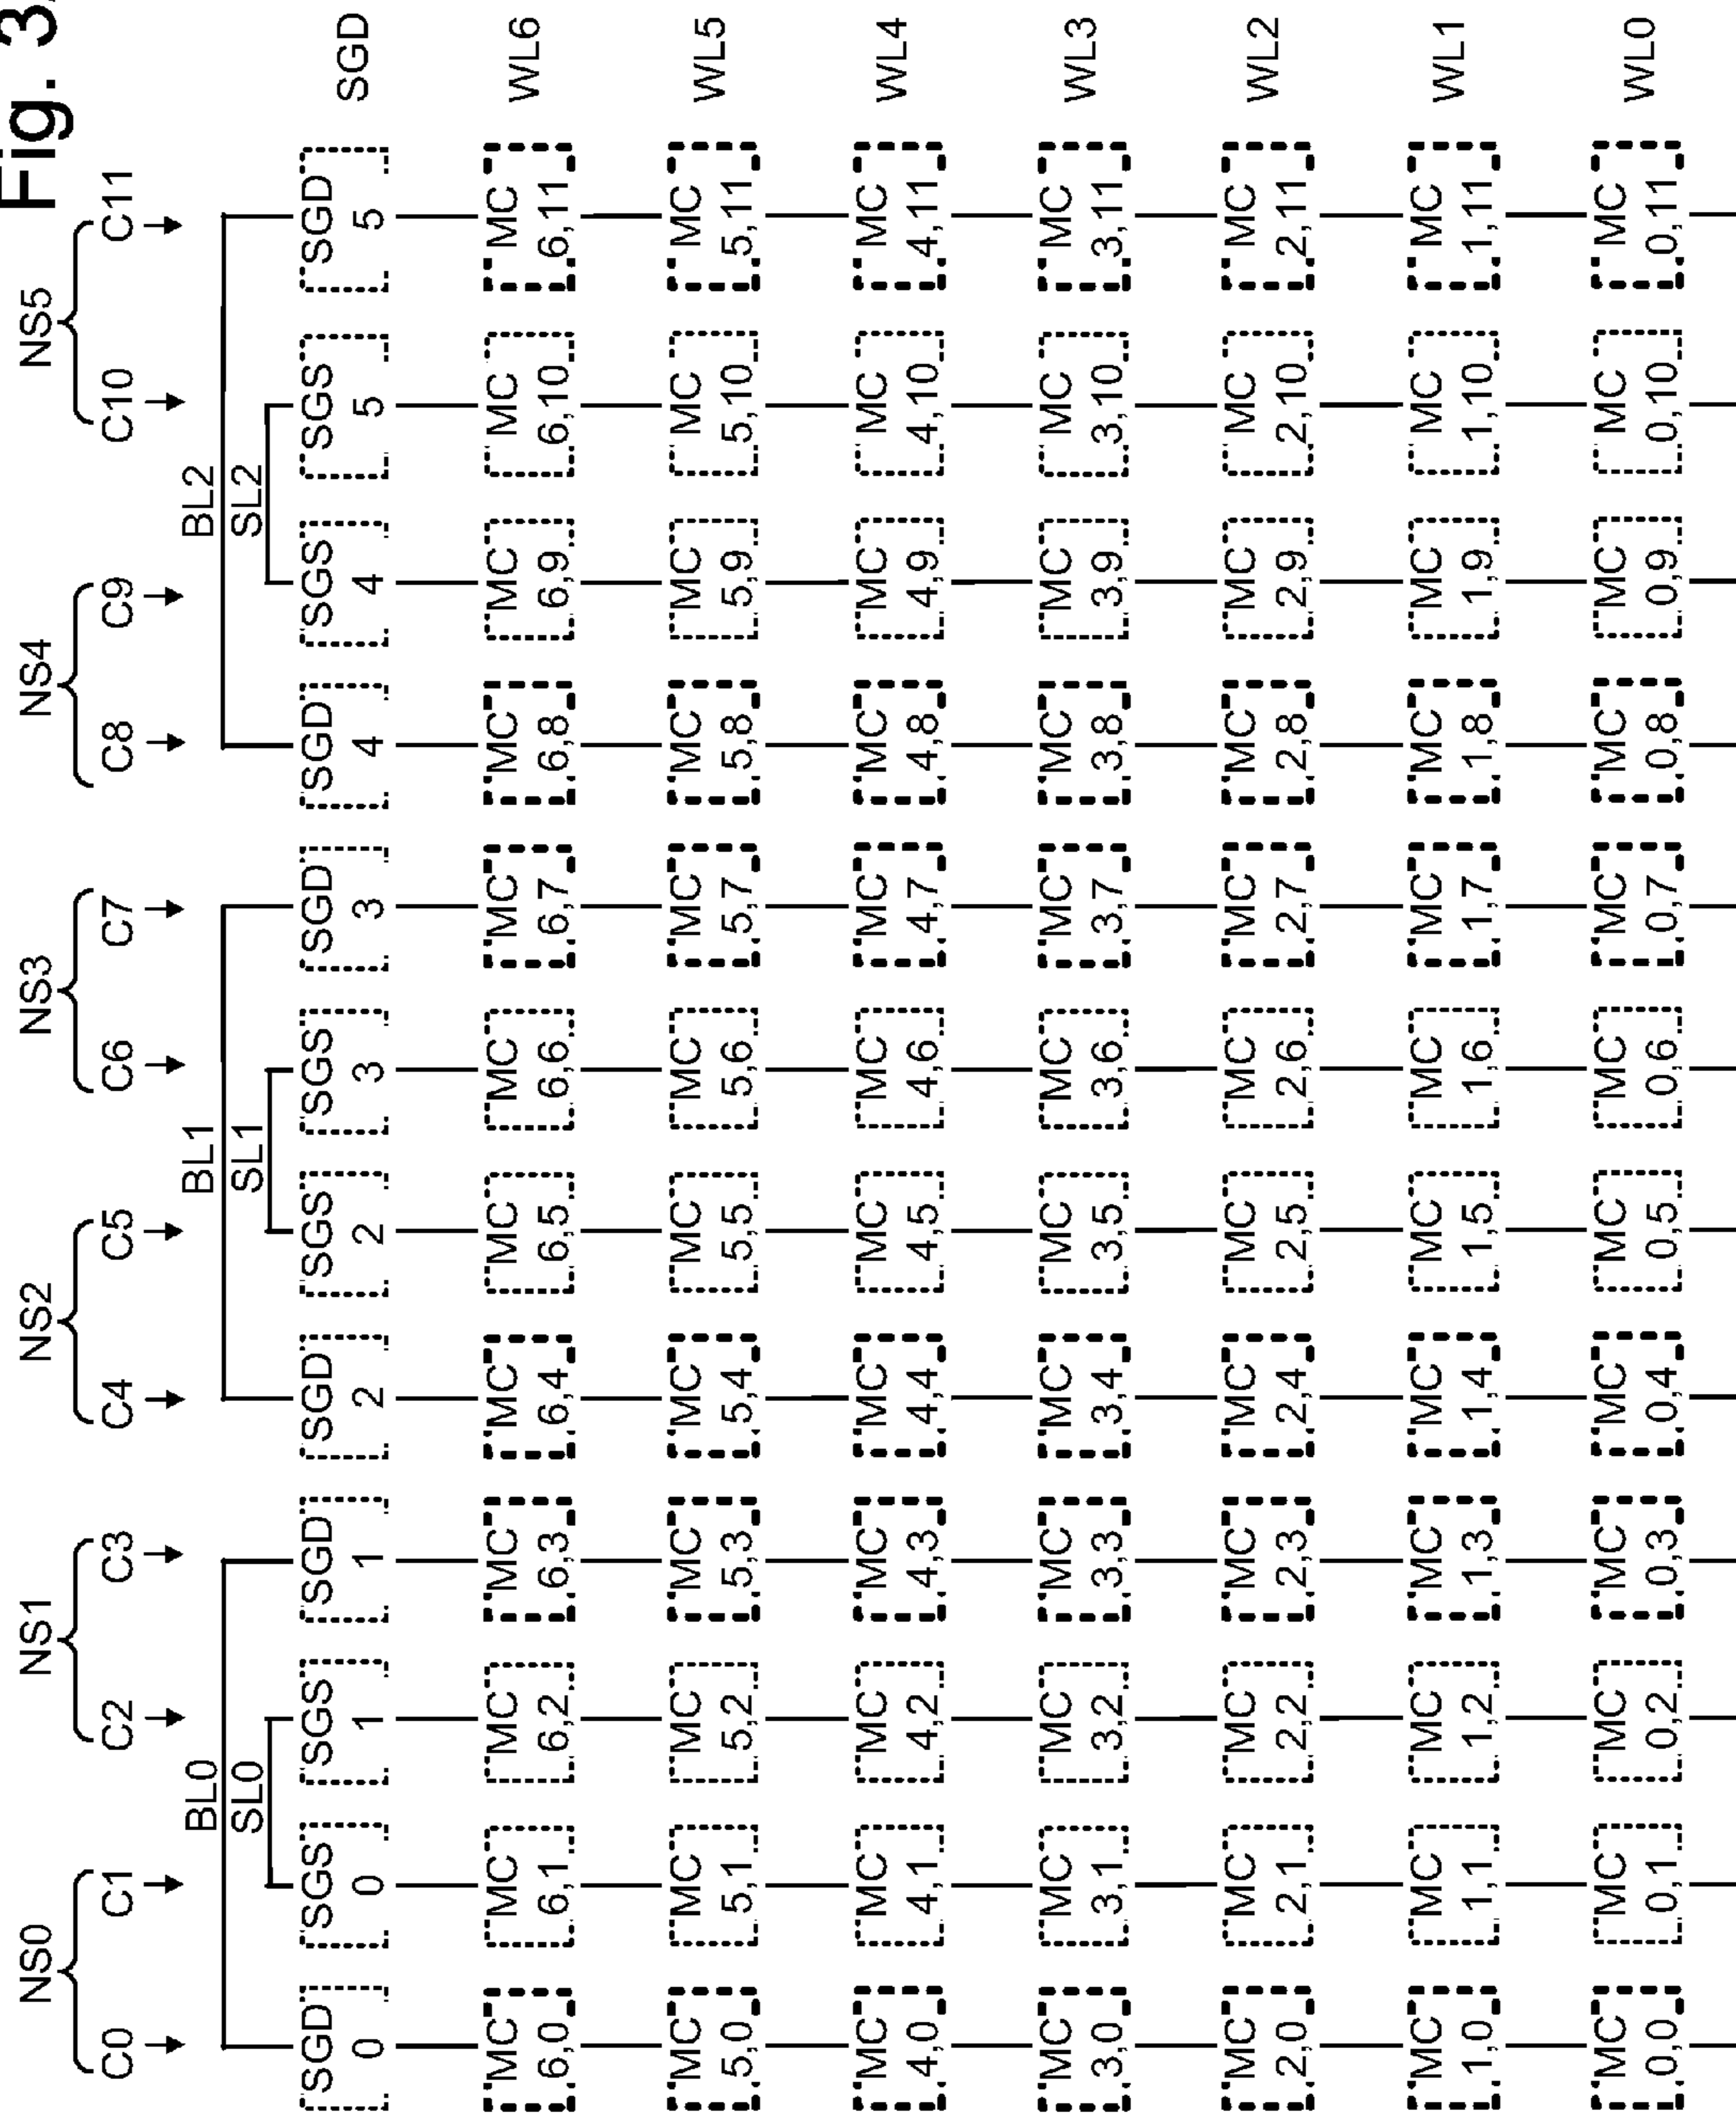 Fig. 3
NS0 NS1 NS2 NS3 NS4 NS5
C0 C1 C2 C3 C4 C5 C6 C7 C8 C9 C10 C11
BL0 BL1 BL2
SL0 SL1 SL2
SGD SGS SGS SGD SGD SGS SGS SGD SGD SGS SGS SGD SGD
0 0 1 1 2 2 3 3 4 4 5 5
MC MC MC MC MC MC MC MC MC MC MC MC WL6
6,0 6,1 6,2 6,3 6,4 6,5 6,6 6,7 6,8 6,9 6,10 6,11
MC MC MC MC MC MC MC MC MC MC MC MC WL5
5,0 5,1 5,2 5,3 5,4 5,5 5,6 5,7 5,8 5,9 5,10 5,11
MC MC MC MC MC MC MC MC MC MC MC MC WL4
4,0 4,1 4,2 4,3 4,4 4,5 4,6 4,7 4,8 4,9 4,10 4,11
MC MC MC MC MC MC MC MC MC MC MC MC WL3
3,0 3,1 3,2 3,3 3,4 3,5 3,6 3,7 3,8 3,9 3,10 3,11
MC MC MC MC MC MC MC MC MC MC MC MC WL2
2,0 2,1 2,2 2,3 2,4 2,5 2,6 2,7 2,8 2,9 2,10 2,11
MC MC MC MC MC MC MC MC MC MC MC MC WL1
1,0 1,1 1,2 1,3 1,4 1,5 1,6 1,7 1,8 1,9 1,10 1,11
MC MC MC MC MC MC MC MC MC MC MC MC WL0
0,0 0,1 0,2 0,3 0,4 0,5 0,6 0,7 0,8 0,9 0,10 0,11